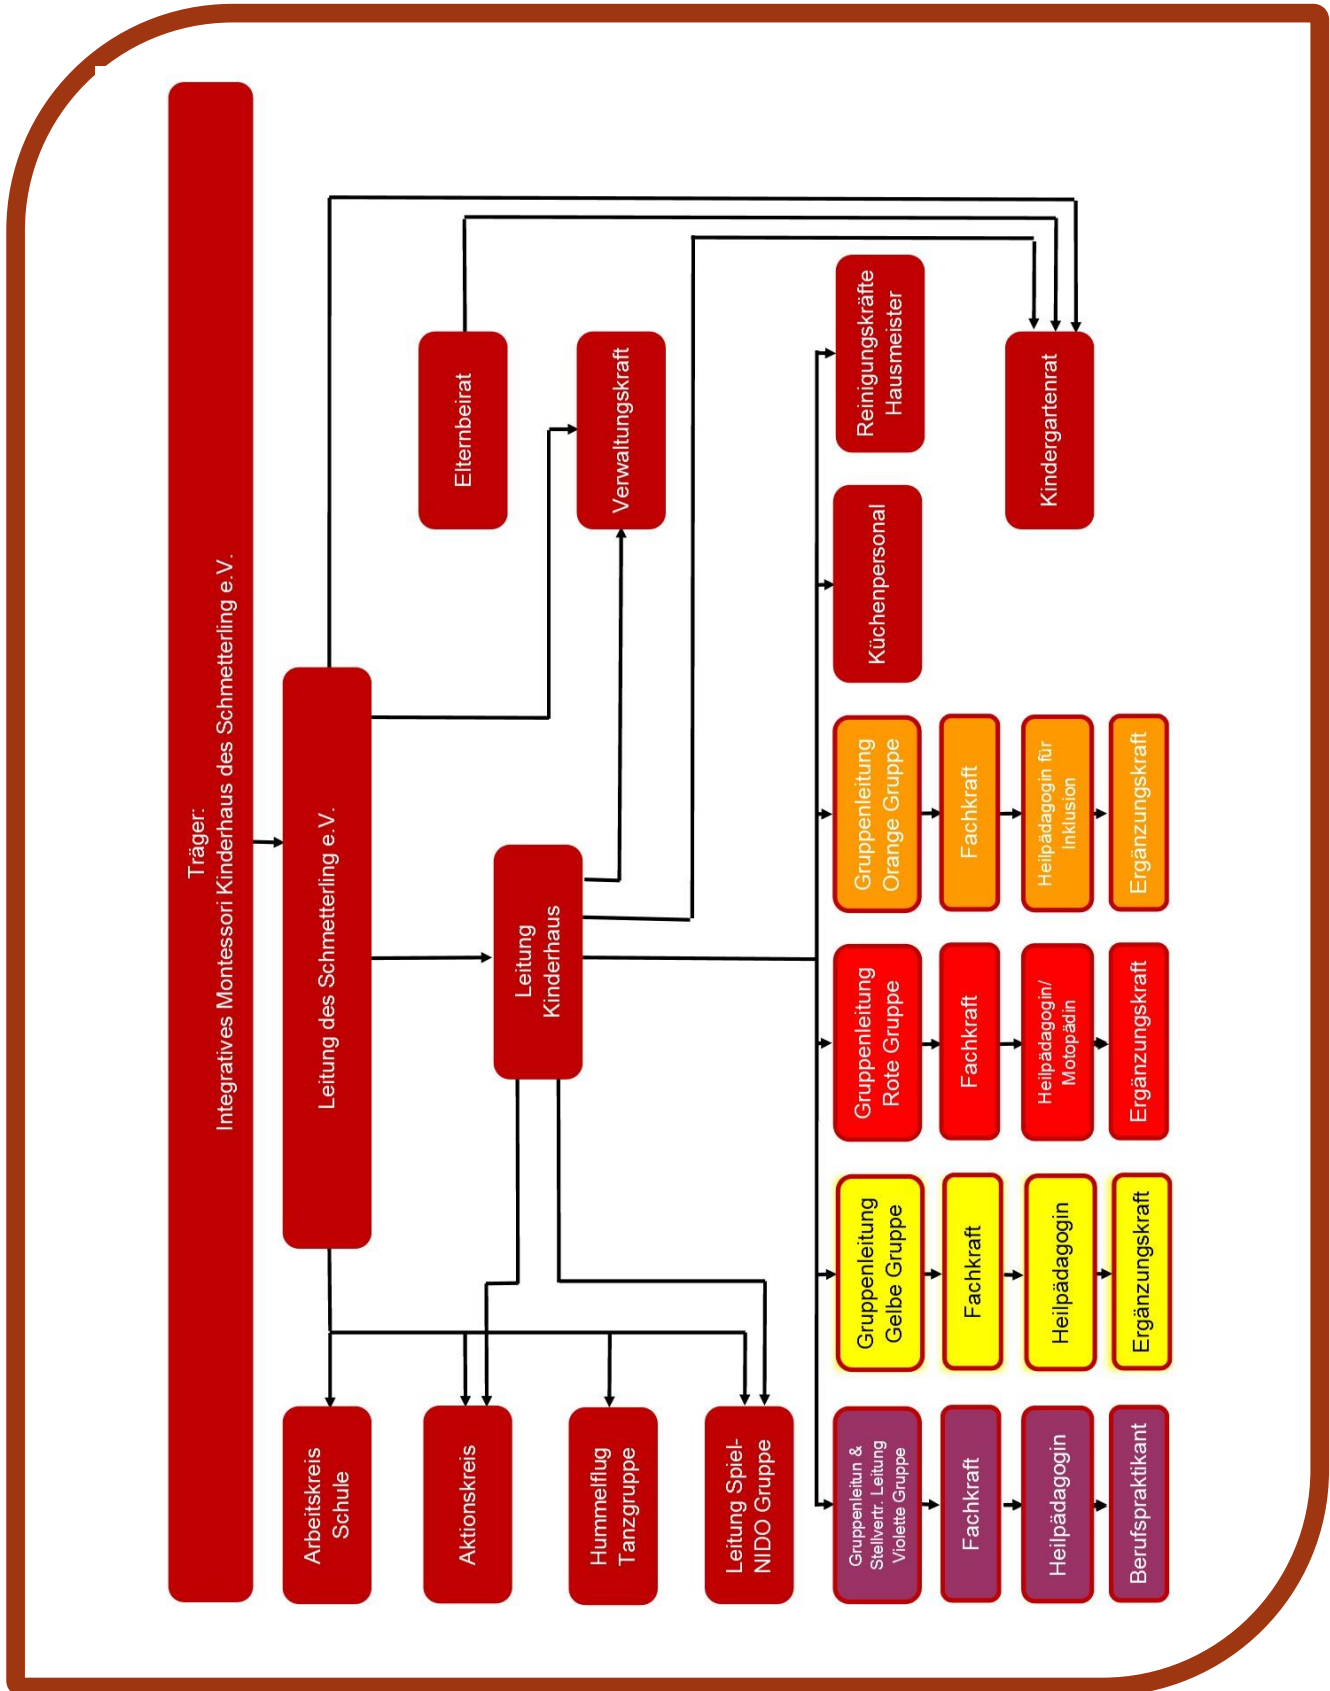 Träger:
Integratives Montessori Kinderhaus des Schmetterling e.V.
Leitung des Schmetterling e.V.
Arbeitskreis
Schule
Elternbeirat
Aktionskreis
Leitung
Kinderhaus
Verwaltungskraft
Hummelflug
Tanzgruppe
Leitung Spiel-
NIDO Gruppe
Gruppenleitun &
Stellvertr. Leitung
Violette Gruppe
Gruppenleitung
Gelbe Gruppe
Gruppenleitung
Rote Gruppe
Gruppenleitung
Orange Gruppe
Küchenpersonal
Reinigungskräfte
Hausmeister
Fachkraft
Fachkraft
Fachkraft
Fachkraft
Heilpädagogin
Heilpädagogin
Heilpädagogin/
Motopädin
Heilpädagogin für
Inklusion
Kindergartenrat
Berufspraktikant
Ergänzungskraft
Ergänzungskraft
Ergänzungskraft